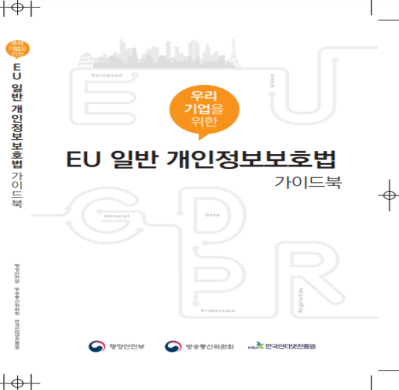 우리
기업을
위한
EU 일반 개인정보보호법 가이드북
행정안전부 방송통신위원회 한국인터넷진흥원
European
Union
우리
기업을
위한
EU 일반 개인정보보호법
가이드북
General
Data
Protection
Regulation
행정안전부
방송통신위원회
KISA 한국인터넷진흥원